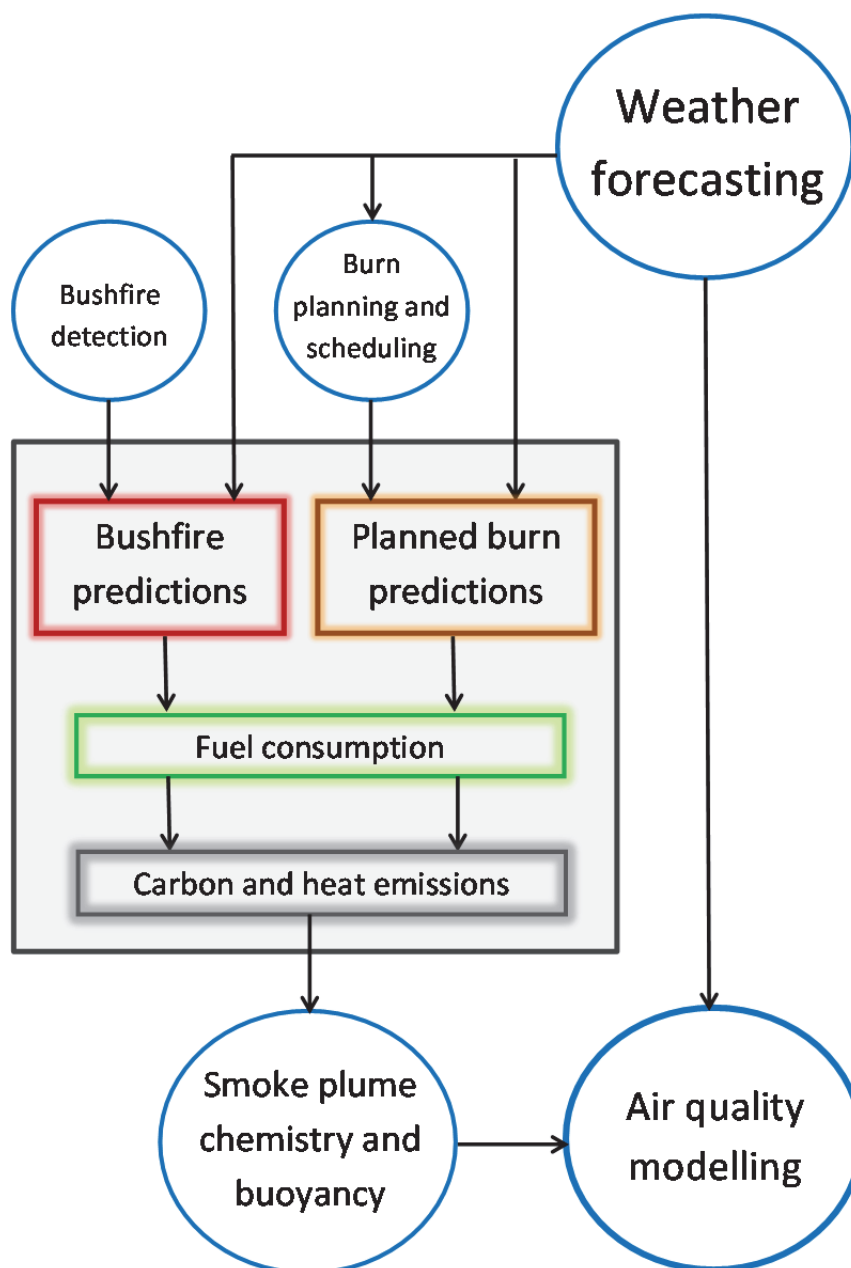 Weather
forecasting
Bushfire
detection
Burn
planning and
scheduling
Bushfire
predictions
Planned burn
predictions
Fuel consumption
Carbon and heat emissions
Smoke plume
chemistry and
buoyancy
Air quality
modelling